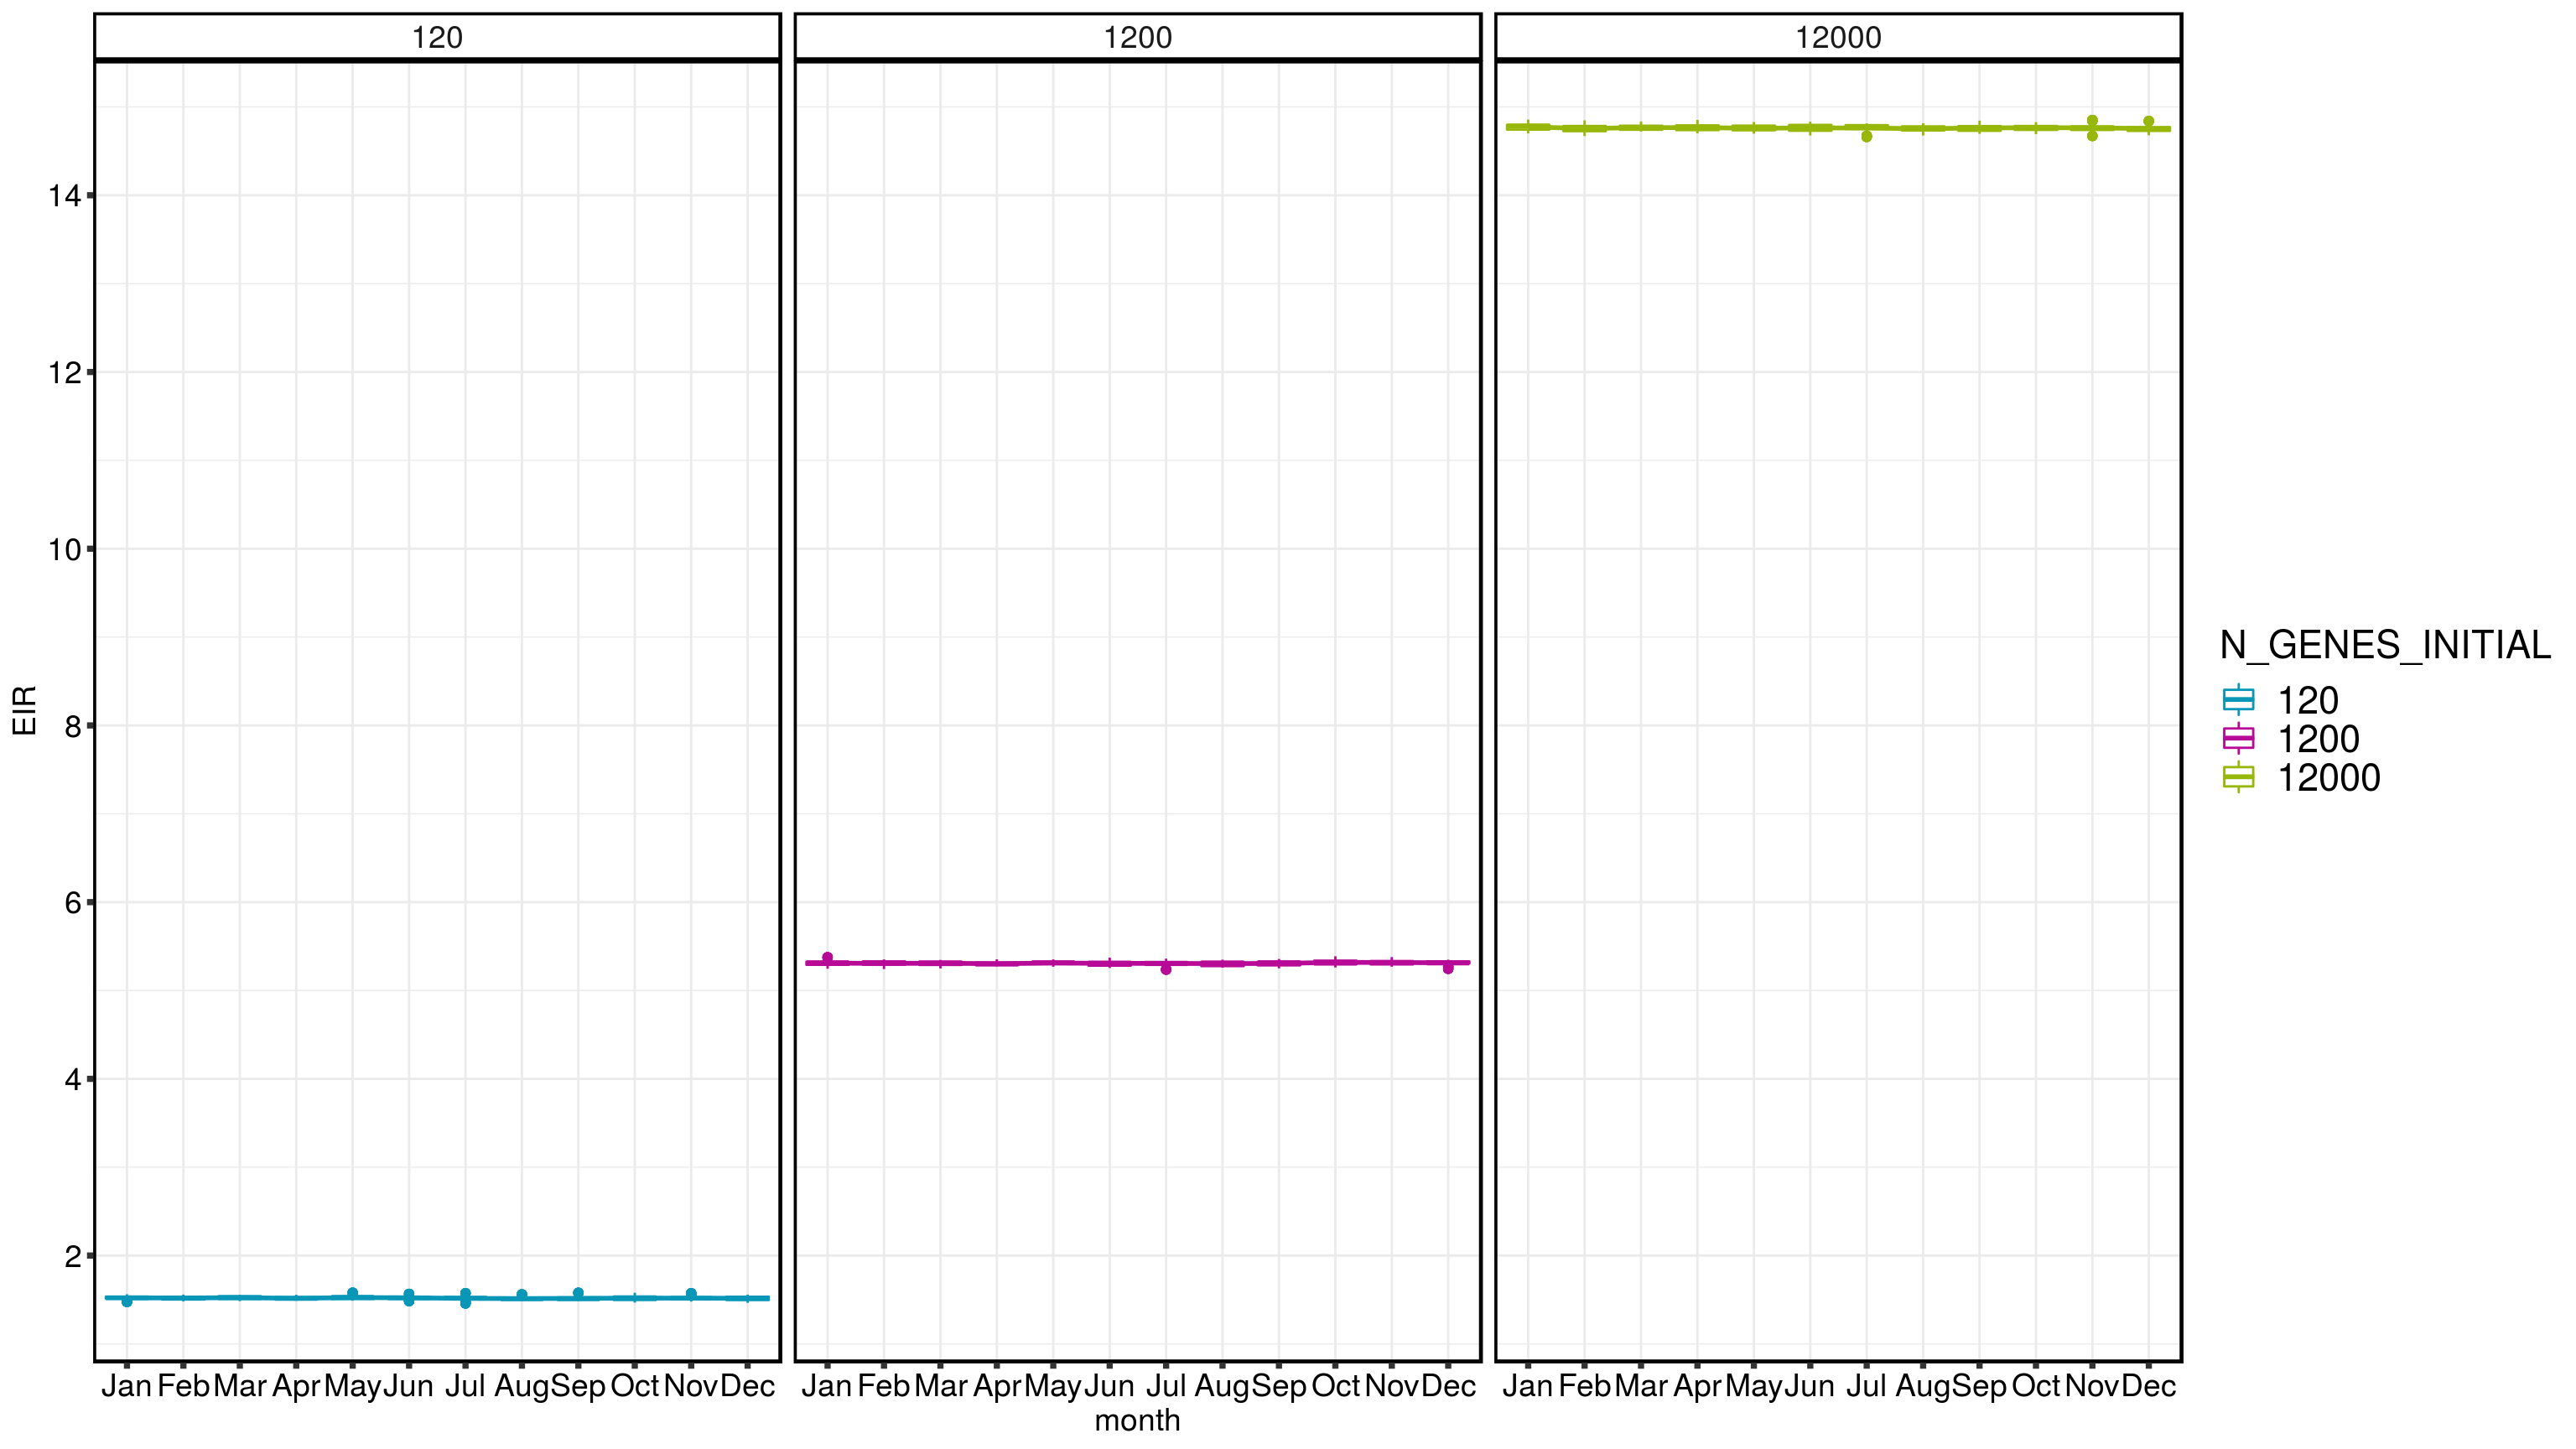 120 1200 12000
14
12
10
8
6
4
2
EIR
Jan Feb Mar Apr May Jun Jul Aug Sep Oct Nov Dec Jan Feb Mar Apr May Jun Jul Aug Sep Oct Nov Dec Jan Feb Mar Apr May Jun Jul Aug Sep Oct Nov Dec
month
N_GENES_INITIAL
120
1200
12000